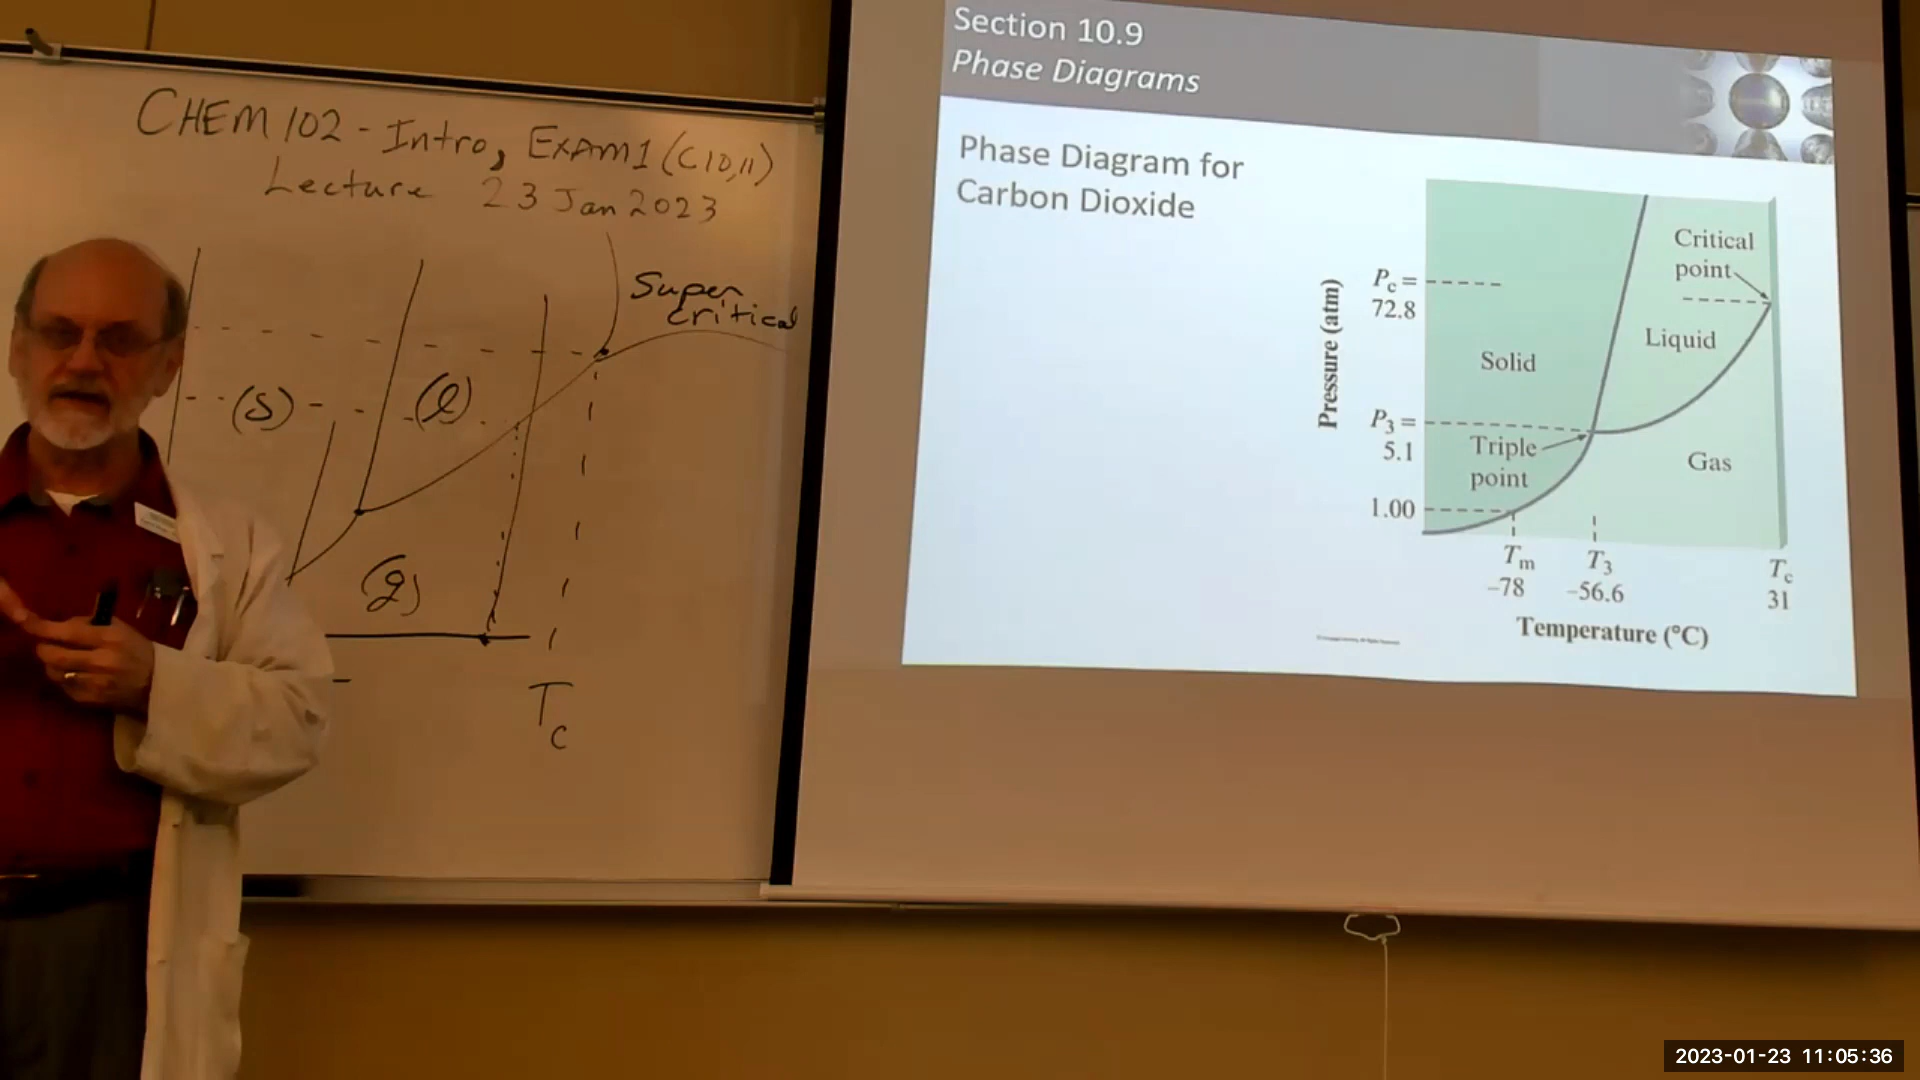 CHEM 102 - Intro, EXAM 1 (C10,11)
Lecture 23 Jan 2023
Super
critical
(s)
(l)
(g)
T
c
Section 10.9
Phase Diagrams
Phase Diagram for
Carbon Dioxide
Critical
point
Pc =
72.8
Liquid
Solid
Pressure (atm)
P3 =
5.1
Triple
point
Gas
1.00
Tm
-78
T3
-56.6
Tc
31
Temperature (°C)
2023-01-23 11:05:36